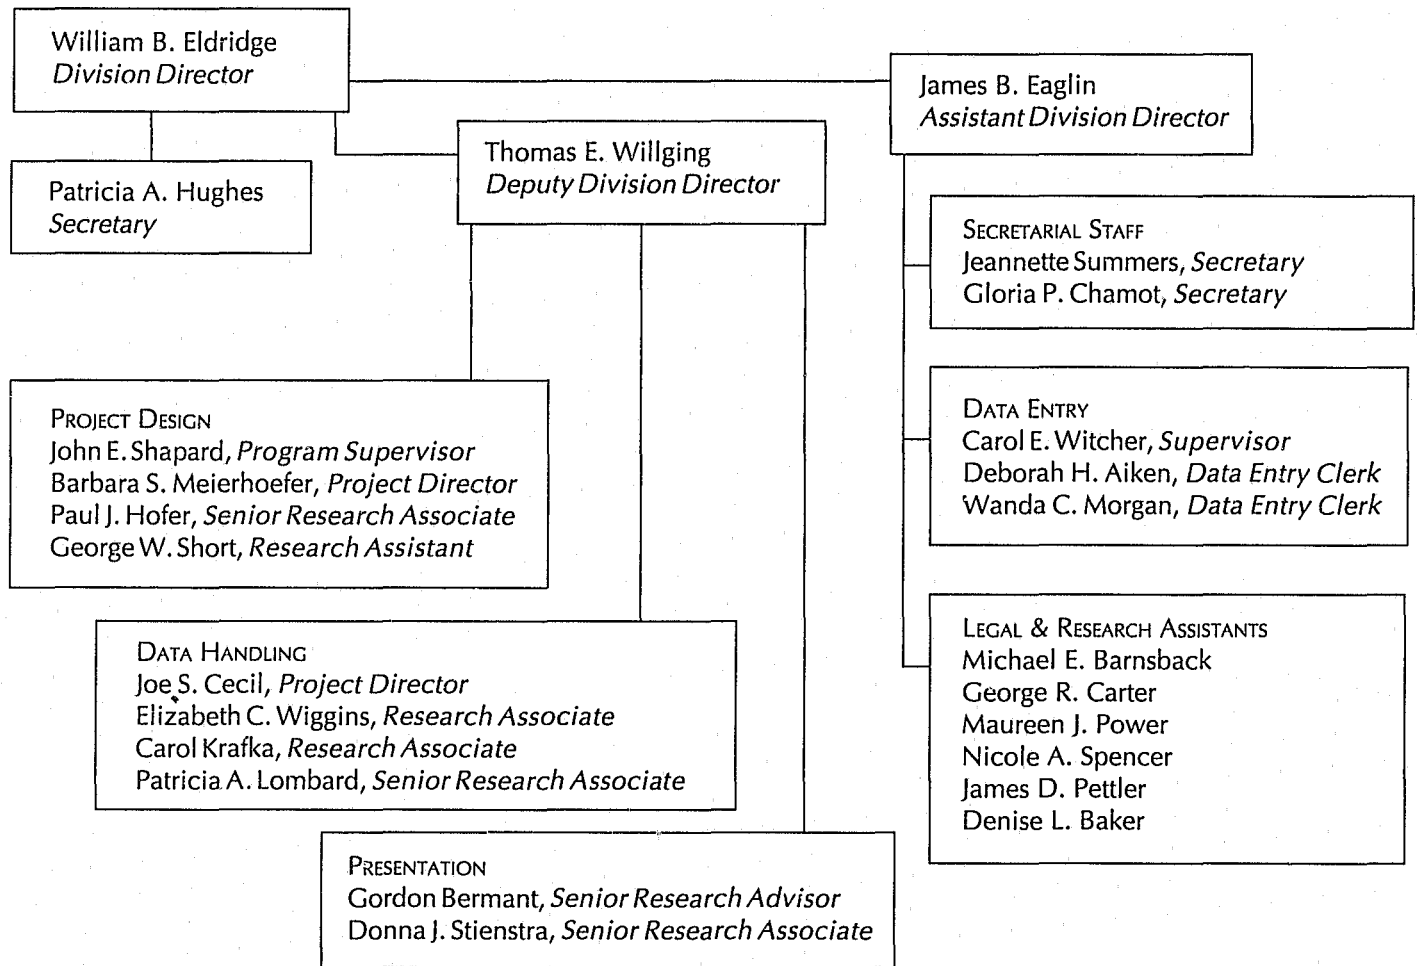 William B. Eldridge
Division Director
James B. Eaglin
Assistant Division Director
Thomas E. Willging
Deputy Division Director
Patricia A. Hughes
Secretary
SECRETARIAL STAFF
Jeannette Summers, Secretary
Gloria P. Chamot, Secretary
DATA ENTRY
Carol E. Witcher, Supervisor
Deborah H. Aiken, Data Entry Clerk
Wanda C. Morgan, Data Entry Clerk
PROJECT DESIGN
John E. Shapard, Program Supervisor
Barbara S. Meierhoefer, Project Director
Paul J. Hofer, Senior Research Associate
George W. Short, Research Assistant
LEGAL & RESEARCH ASSISTANTS
Michael E. Barnsback
George R. Carter
Maureen J. Power
Nicole A. Spencer
James D. Pettler
Denise L. Baker
DATA HANDLING
Joe S. Cecil, Project Director
Elizabeth C. Wiggins, Research Associate
Carol Krafka, Research Associate
Patricia A. Lombard, Senior Research Associate
PRESENTATION
Gordon Bermant, Senior Research Advisor
Donna J. Stienstra, Senior Research Associate